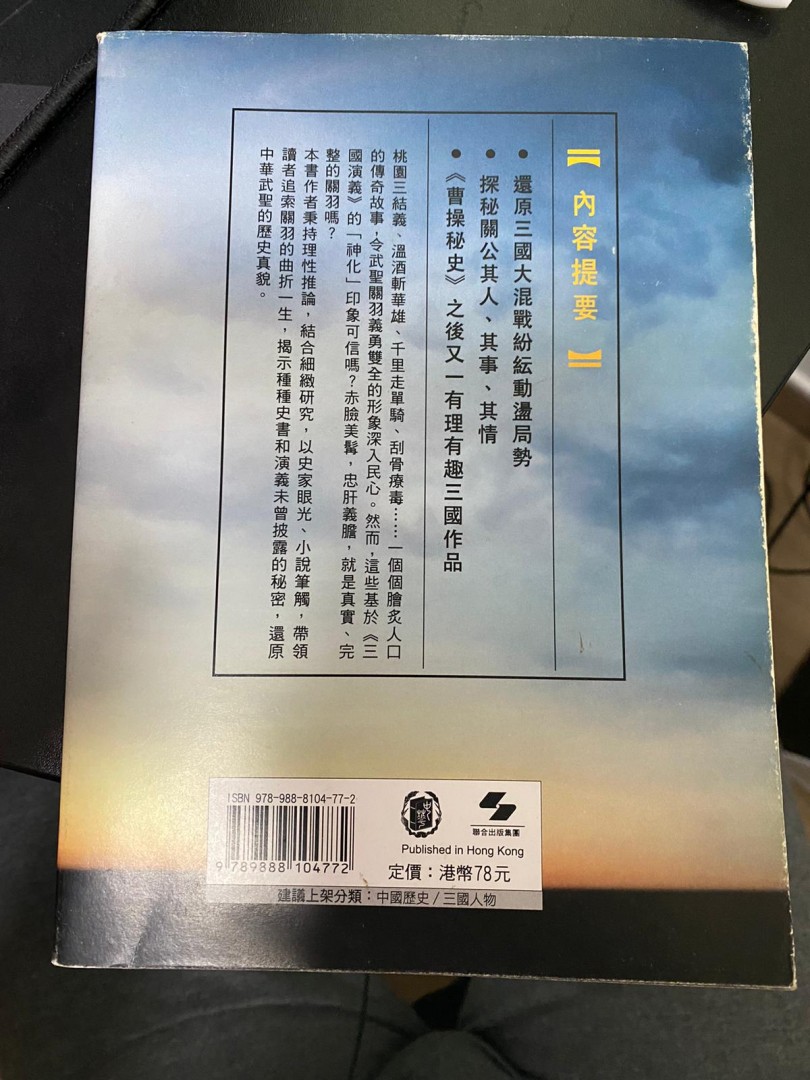 【內容提要】
● 還原三國大混戰紛紜動盪局勢
● 探秘關公其人、其事、其情
● 《曹操秘史》之後又一有理有趣三國作品
桃園三結義、溫酒斬華雄、千里走單騎、刮骨療毒……一個個膾炙人口
的傳奇故事，令武聖關羽義勇雙全的形象深入民心。然而，這些基於《三
國演義》的「神化」印象可信嗎？赤臉美髯，忠肝義膽，就是真實、完
整的關羽嗎？
本書作者秉持理性推論，結合細緻研究，以史家眼光、小說筆觸，帶領
讀者追索關羽的曲折一生，揭示種種史書和演義未曾披露的秘密，還原
中華武聖的歷史真貌。
ISBN 978-988-8104-77-2
9 789888 104772
聯合出版集團
Published in Hong Kong
定價：港幣78元
建議上架分類：中國歷史 / 三國人物